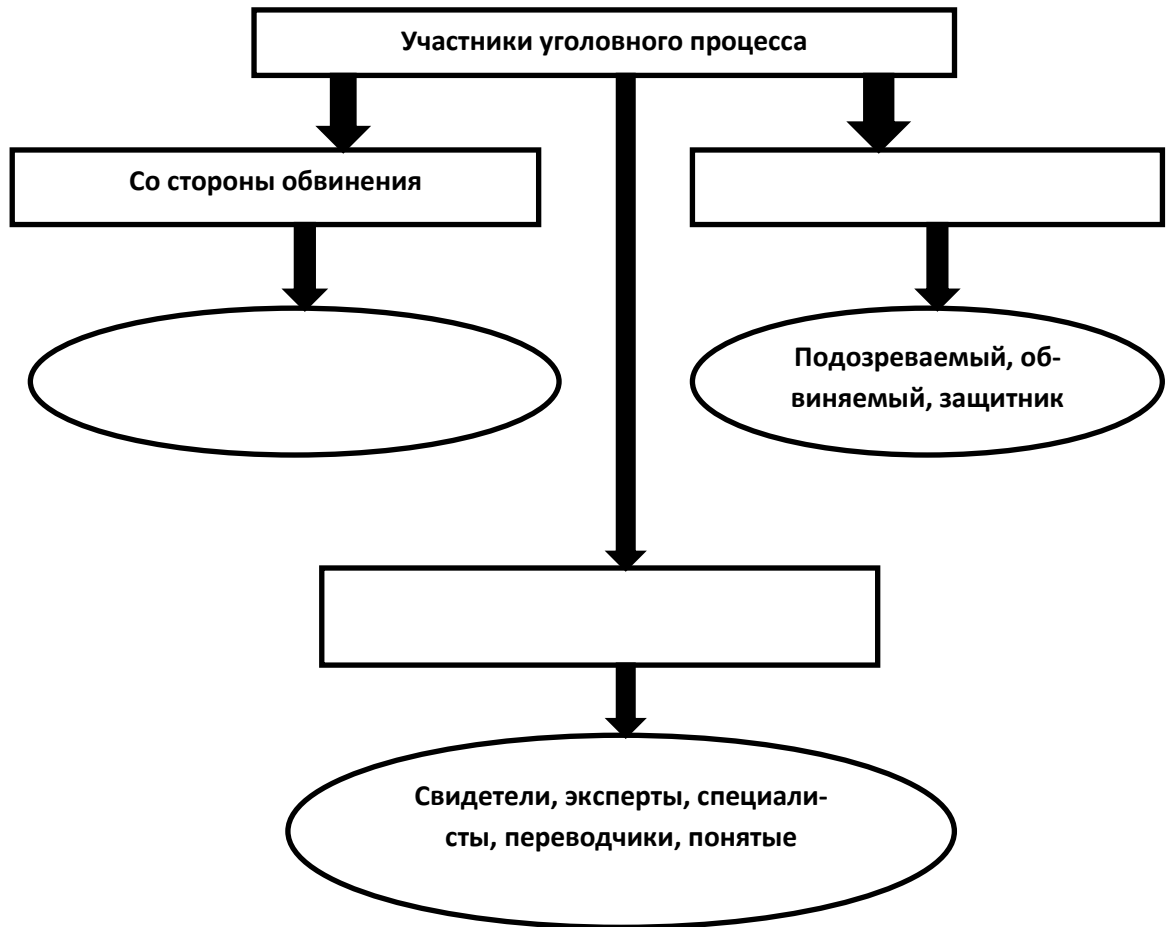 Участники уголовного процесса
Со стороны обвинения
Подозреваемый, об-
виняемый, защитник
Свидетели, эксперты, специали-
сты, переводчики, понятые